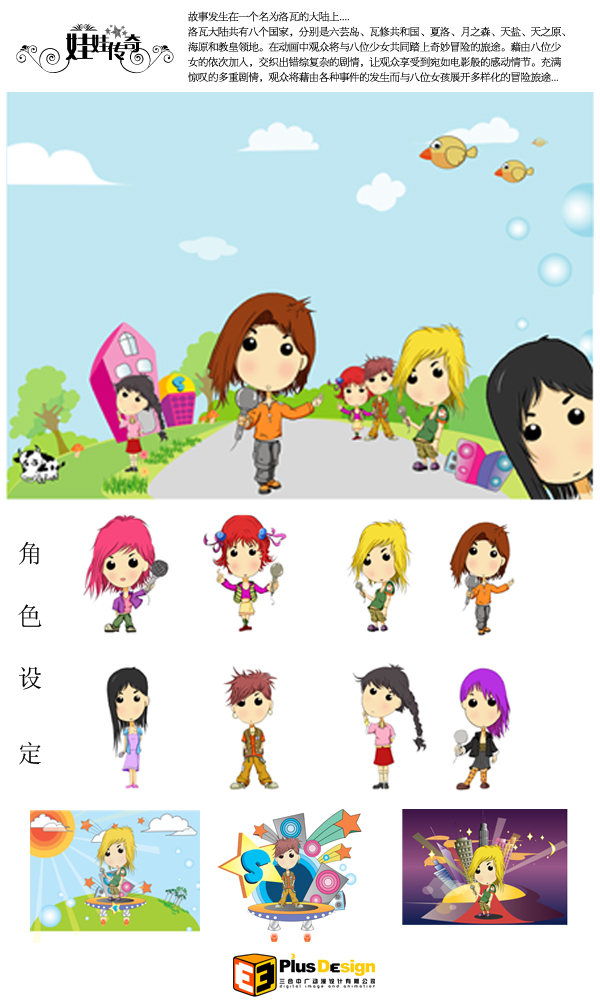 娃娃传奇
故事发生在一个名为洛瓦的大陆上....
洛瓦大陆共有八个国家，分别是六芸岛、瓦修共和国、夏洛、月之森、天盐、天之原、
海原和教皇领地。在动画中观众将与八位少女共同踏上奇妙冒险的旅途。藉由八位少
女的依次加入，交织出错综复杂的剧情，让观众享受到宛如电影般的感动情节。充满
惊叹的多重剧情，观众将藉由各种事件的发生而与八位女孩展开多样化的冒险旅途...
S
角
色
设
定
S
Plus Design
三合中广动漫设计有限公司
digital image and animation